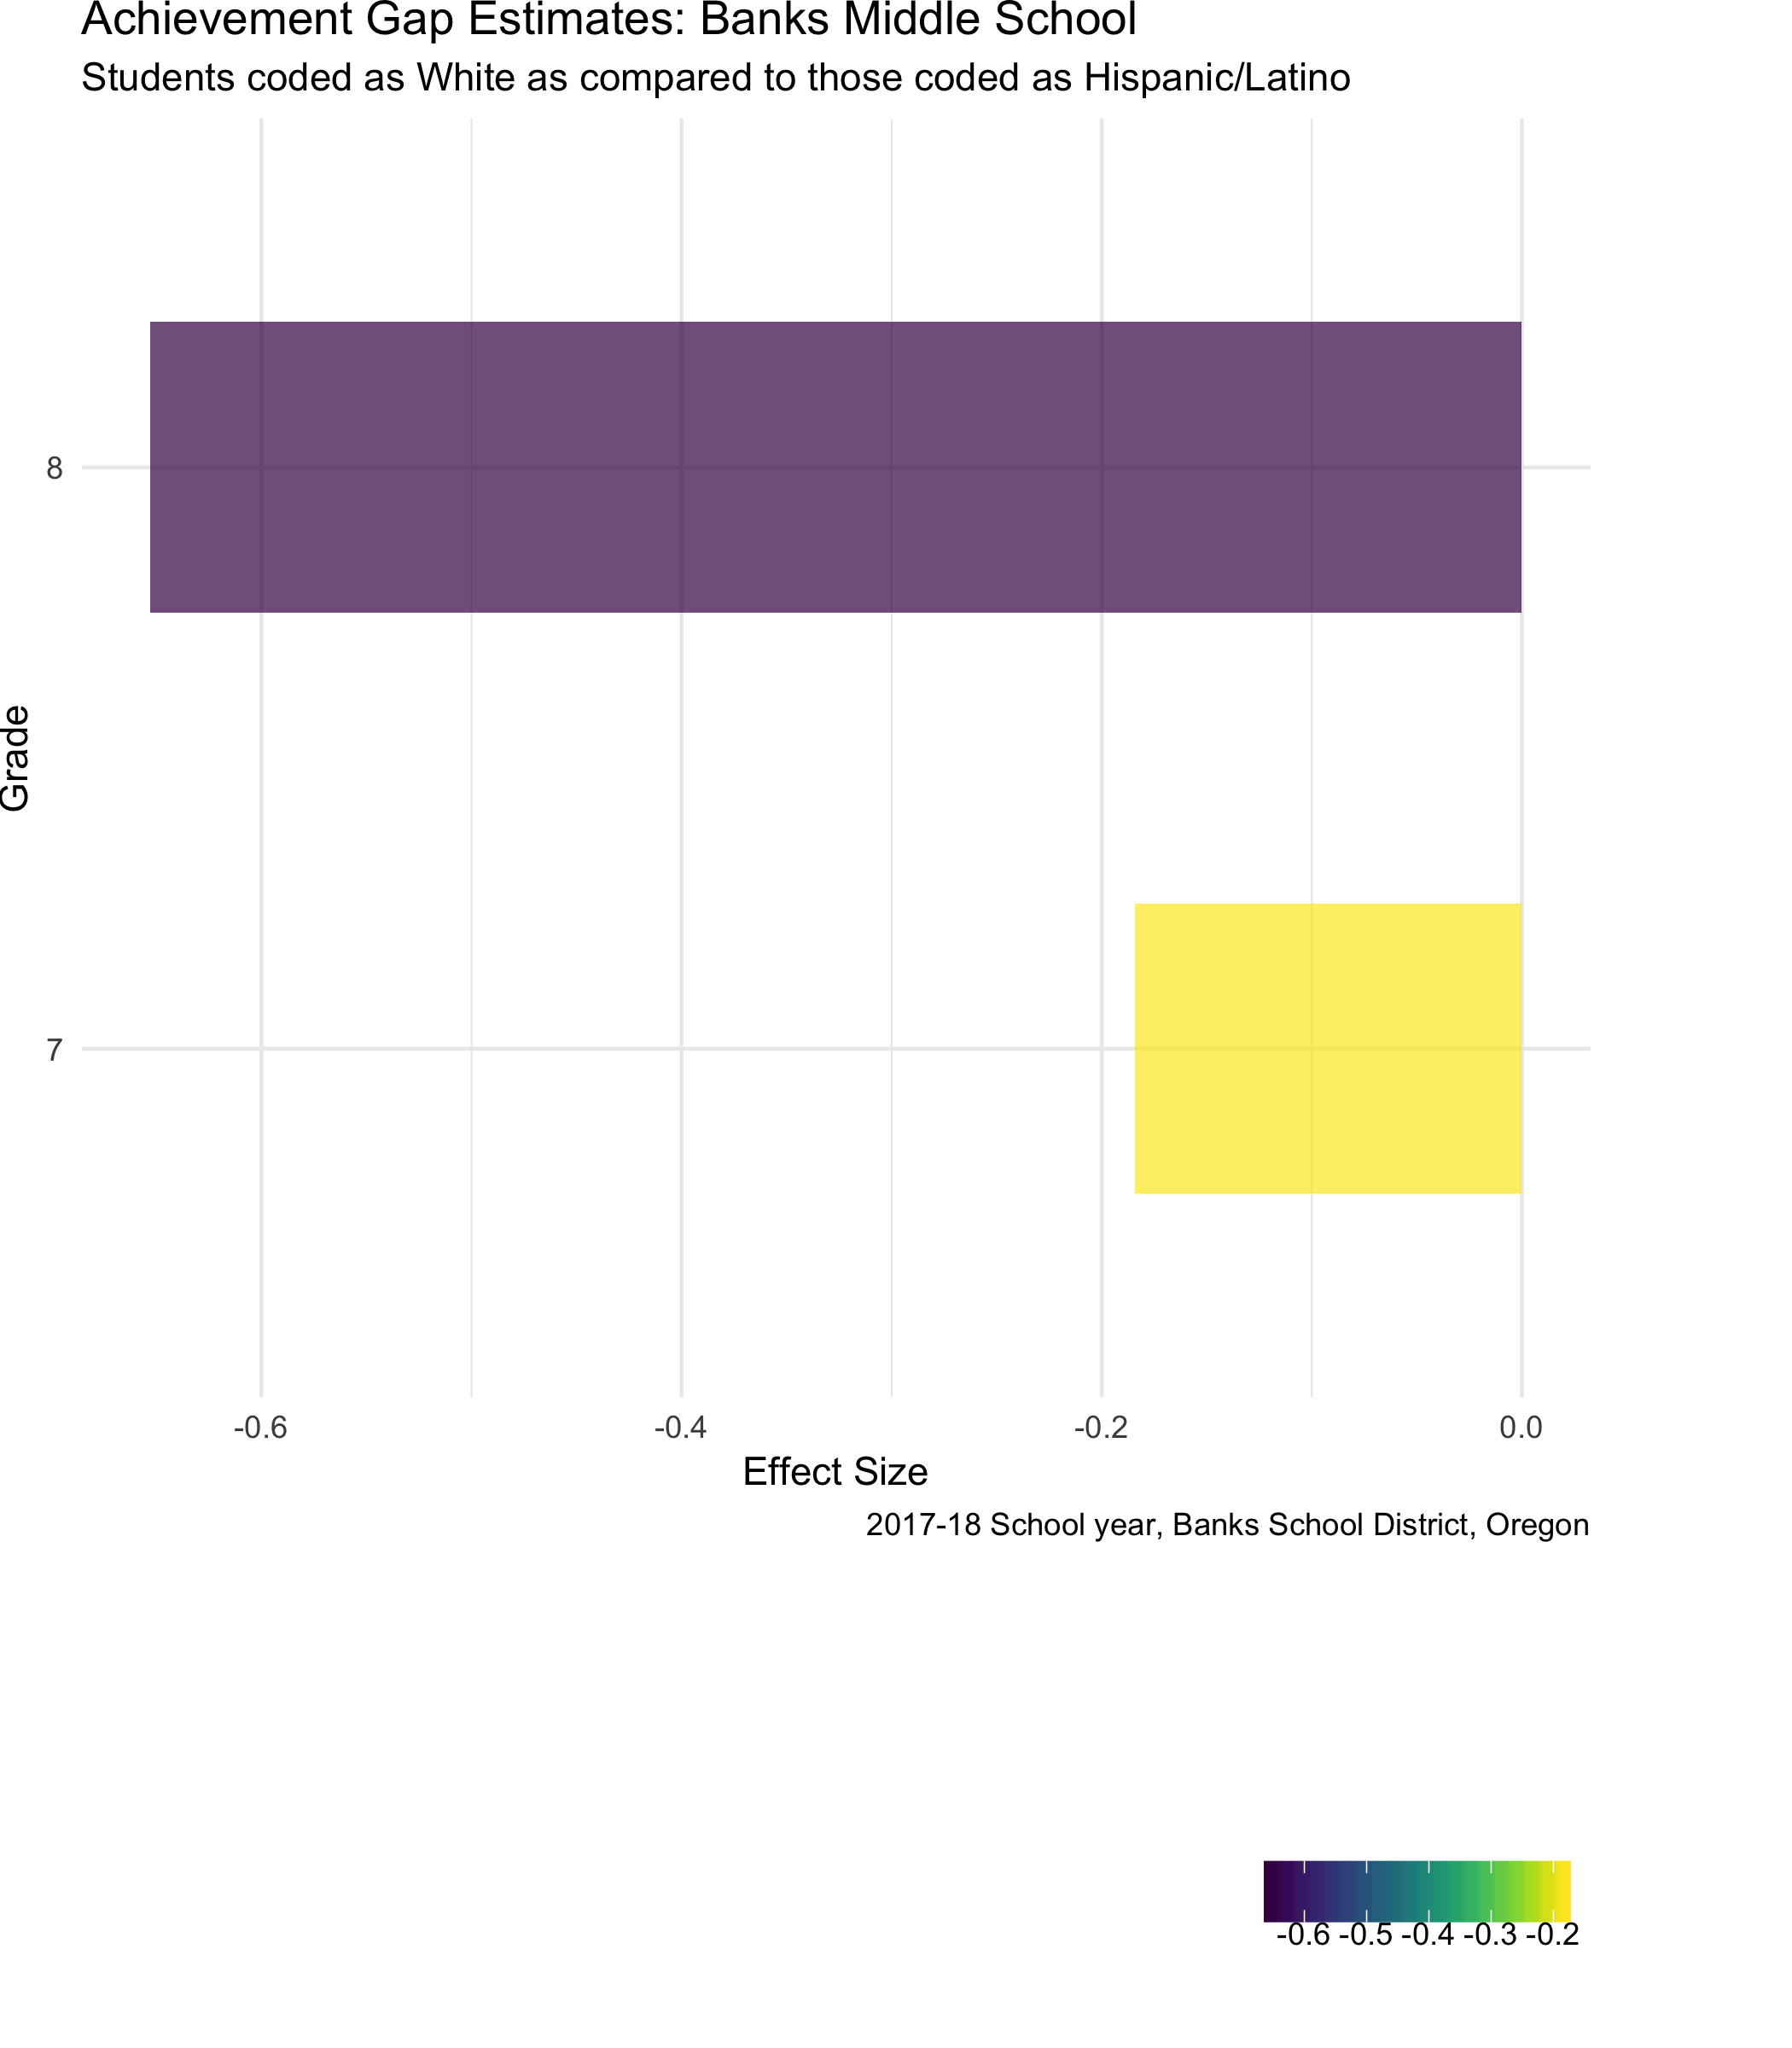 Achievement Gap Estimates: Banks Middle School
Students coded as White as compared to those coded as Hispanic/Latino
8
Grade
7
-0.6 -0.4 -0.2 0.0
Effect Size
2017-18 School year, Banks School District, Oregon
-0.6 -0.5 -0.4 -0.3 -0.2